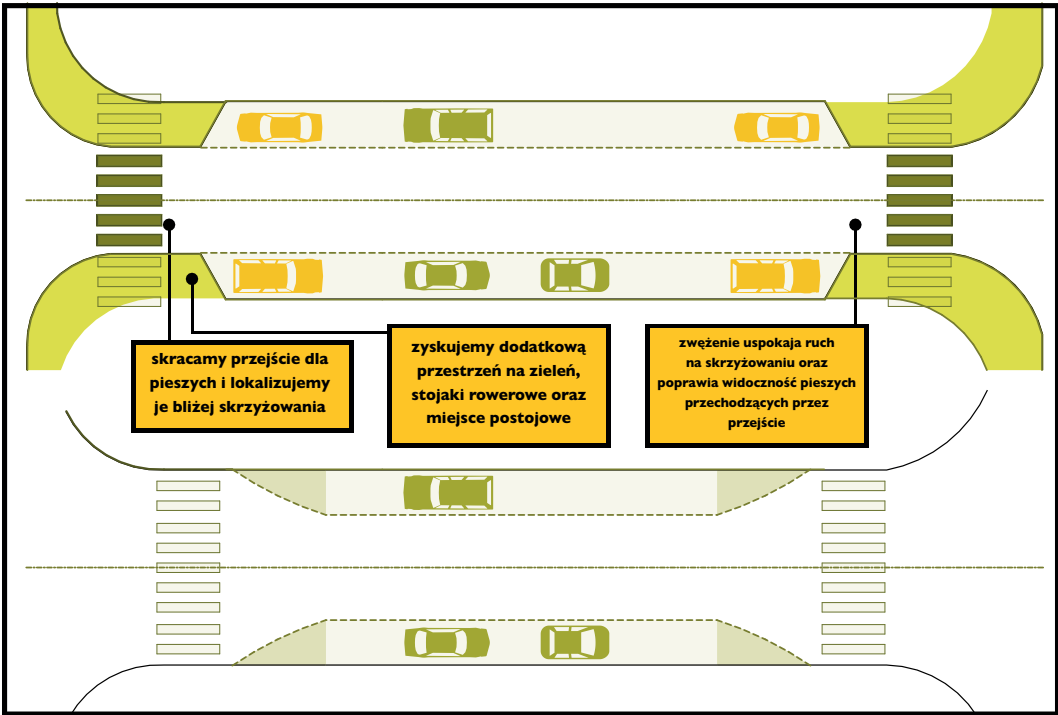 skracamy przejście dla
pieszych i lokalizujemy
je bliżej skrzyżowania
zyskujemy dodatkową
przestrzeń na zieleń,
stojaki rowerowe oraz
miejsce postojowe
zwężenie uspokaja ruch
na skrzyżowaniu oraz
poprawia widoczność pieszych
przechodzących przez
przejście